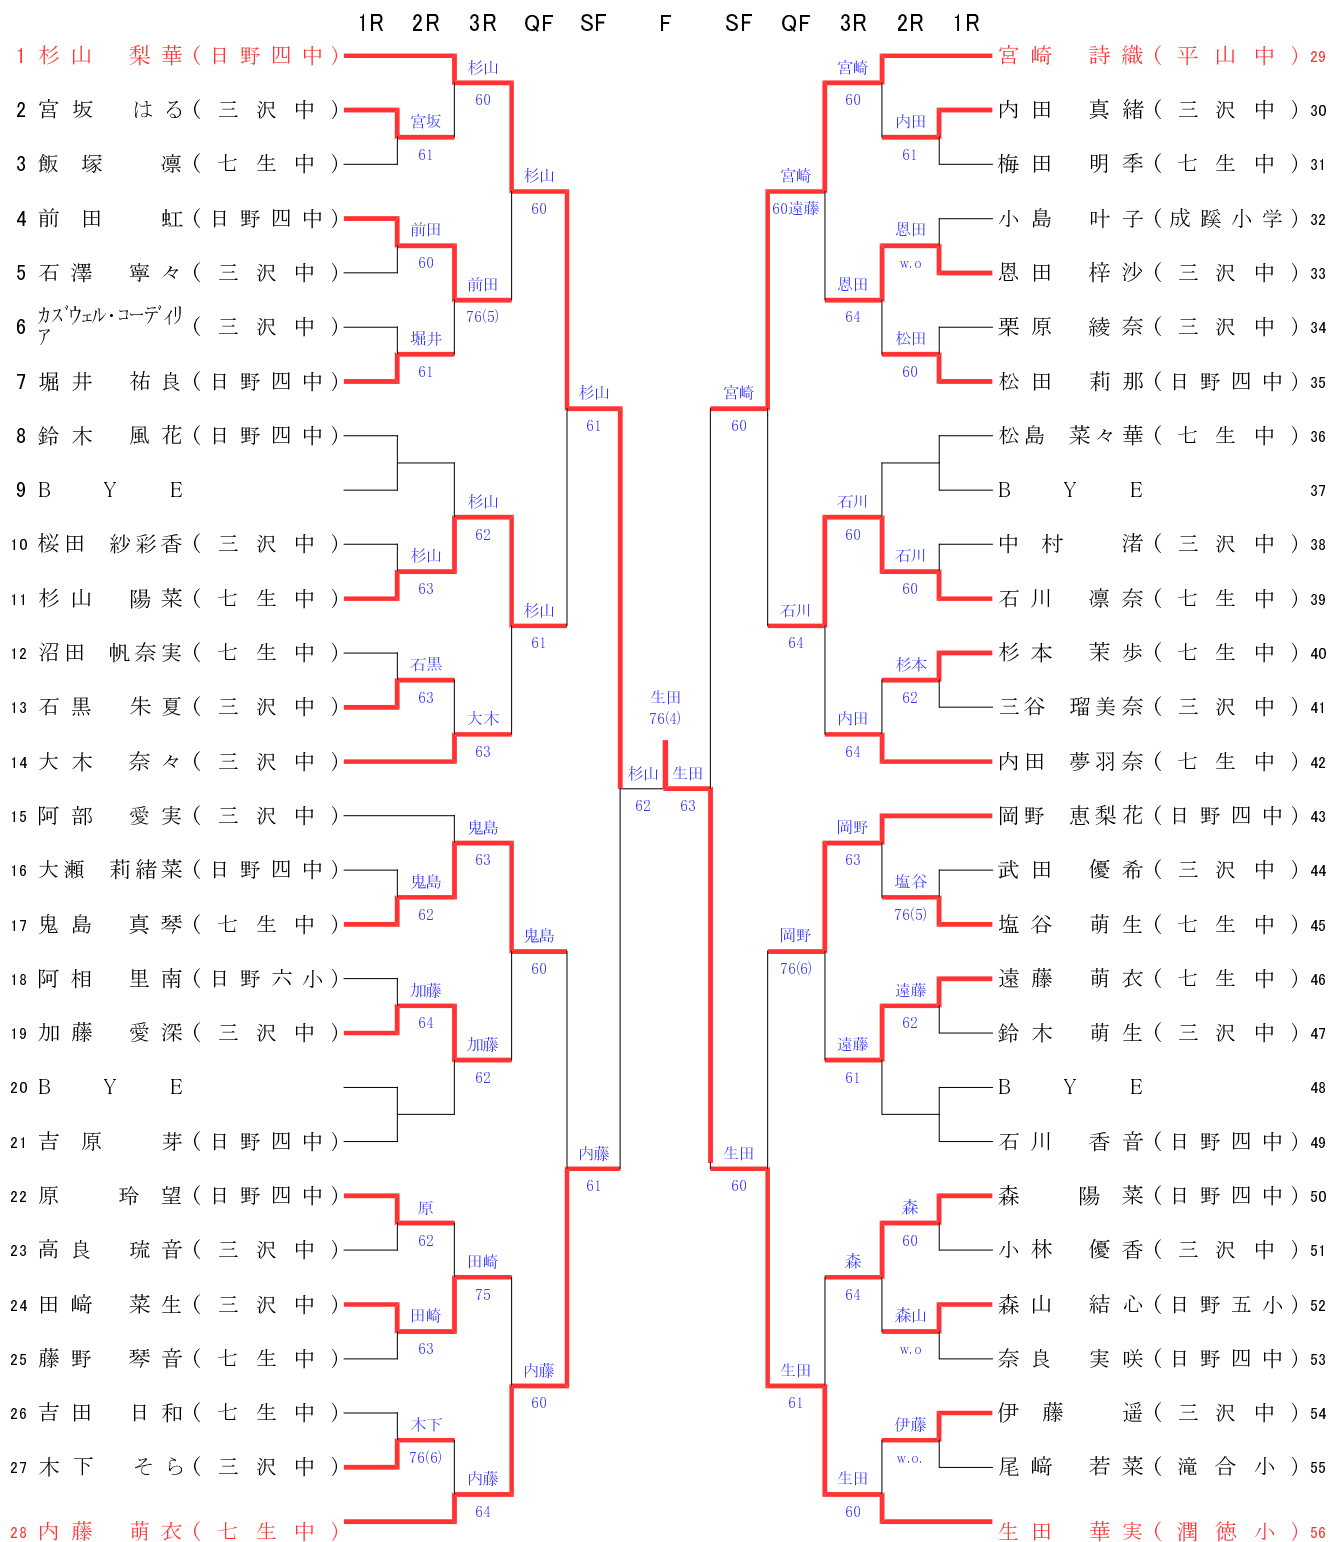 1R 2R 3R QF SF F SF QF 3R 2R 1R
1 杉山 梨華(日野四中)
2 宮坂 はる(三沢中)
3 飯塚 凛(七生中)
4 前田 虹(日野四中)
5 石澤 寧々(三沢中)
6 カズウェル・コーディリア(三沢中)
7 堀井 祐良(日野四中)
8 鈴木 風花(日野四中)
9 BYE
10 桜田 紗彩香(三沢中)
11 杉山 陽菜(七生中)
12 沼田 帆奈実(七生中)
13 石黒 朱夏(三沢中)
14 大木 奈々(三沢中)
15 阿部 愛実(三沢中)
16 大瀬 莉緒菜(日野四中)
17 鬼島 真琴(七生中)
18 阿相 里南(日野六小)
19 加藤 愛深(三沢中)
20 BYE
21 吉原 芽(日野四中)
22 原 玲望(日野四中)
23 高良 琉音(三沢中)
24 田﨑 菜生(三沢中)
25 藤野 琴音(七生中)
26 吉田 日和(七生中)
27 木下 そら(三沢中)
28 内藤 萌衣(七生中)
宮坂
61
前田
60
堀井
61
杉山
63
石黒
63
鬼島
62
加藤
64
原
62
田崎
63
木下
76(6)
杉山
60
前田
76(5)
杉山
62
大木
63
鬼島
63
加藤
62
田崎
75
内藤
64
杉山
60
杉山
61
鬼島
60
内藤
60
杉山
61
内藤
61
杉山
62
生田
76(4)
生田
63
宮崎
60
生田
60
宮崎
60遠藤
石川
64
岡野
76(6)
生田
61
宮崎
60
恩田
64
石川
60
内田
64
岡野
63
遠藤
61
森
64
生田
60
内田
61
恩田
w.o
松田
60
石川
60
杉本
62
塩谷
76(5)
遠藤
62
森
60
森山
w.o
伊藤
w.o.
宮崎 詩織(平山中) 29
内田 真緒(三沢中) 30
梅田 明季(七生中) 31
小島 叶子(成蹊小学) 32
恩田 梓沙(三沢中) 33
栗原 綾奈(三沢中) 34
松田 莉那(日野四中) 35
松島 菜々華(七生中) 36
BYE 37
中村 渚(三沢中) 38
石川 凛奈(七生中) 39
杉本 茉歩(七生中) 40
三谷 瑠美奈(三沢中) 41
内田 夢羽奈(七生中) 42
岡野 恵梨花(日野四中) 43
武田 優希(三沢中) 44
塩谷 萌生(七生中) 45
遠藤 萌衣(七生中) 46
鈴木 萌生(三沢中) 47
BYE 48
石川 香音(日野四中) 49
森 陽菜(日野四中) 50
小林 優香(三沢中) 51
森山 結心(日野五小) 52
奈良 実咲(日野四中) 53
伊藤 遥(三沢中) 54
尾﨑 若菜(滝合小) 55
生田 華実(潤徳小) 56